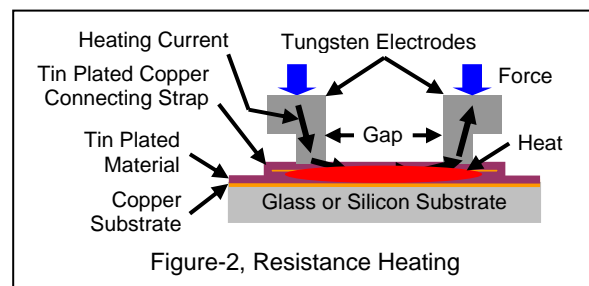 Heating Current
Tungsten Electrodes
Tin Plated Copper
Connecting Strap
Force
Gap
Tin Plated
Material
Heat
Copper
Substrate
Glass or Silicon Substrate
Figure-2, Resistance Heating